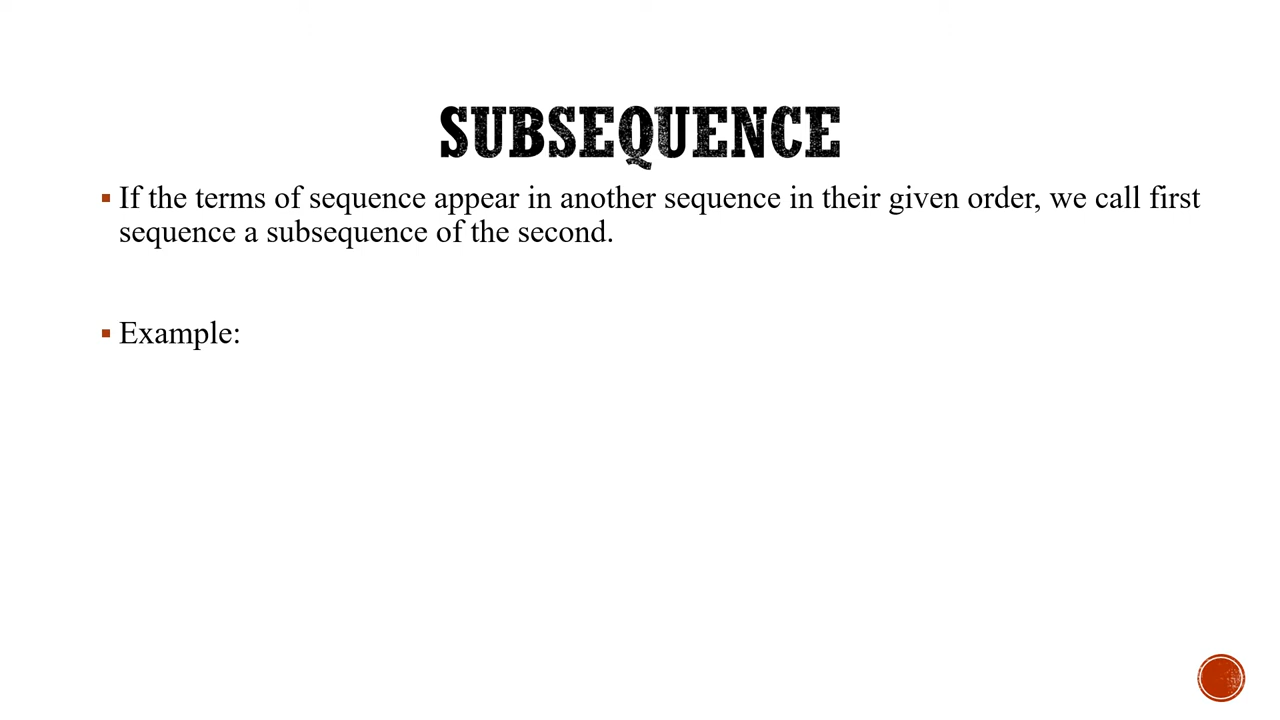 SUBSEQUENCE
▪ If the terms of sequence appear in another sequence in their given order, we call first
sequence a subsequence of the second.
▪ Example: